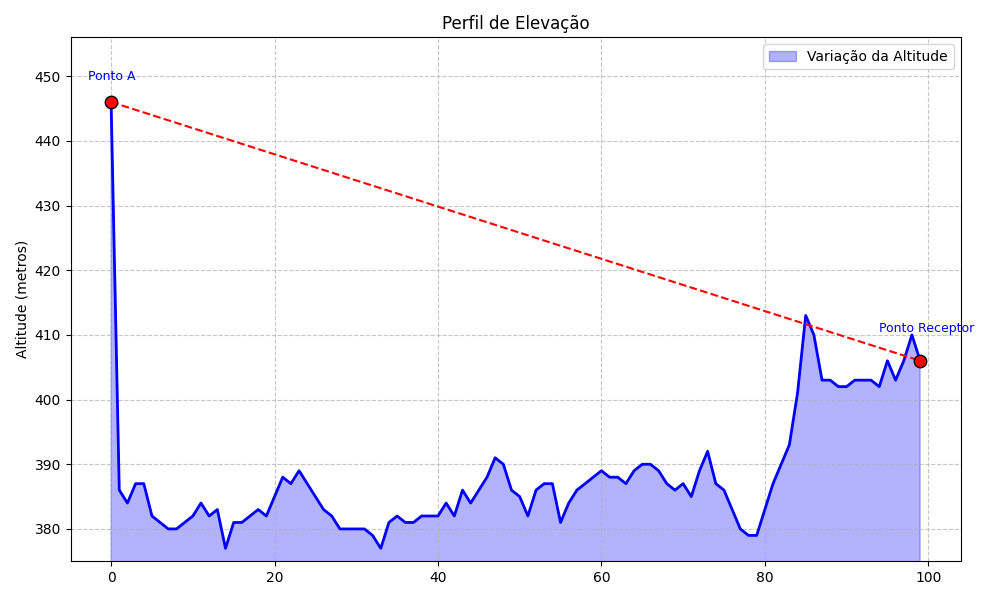 Perfil de Elevação
Variação da Altitude
Ponto A
Ponto Receptor
Altitude (metros)
450
440
430
420
410
400
390
380
0 20 40 60 80 100